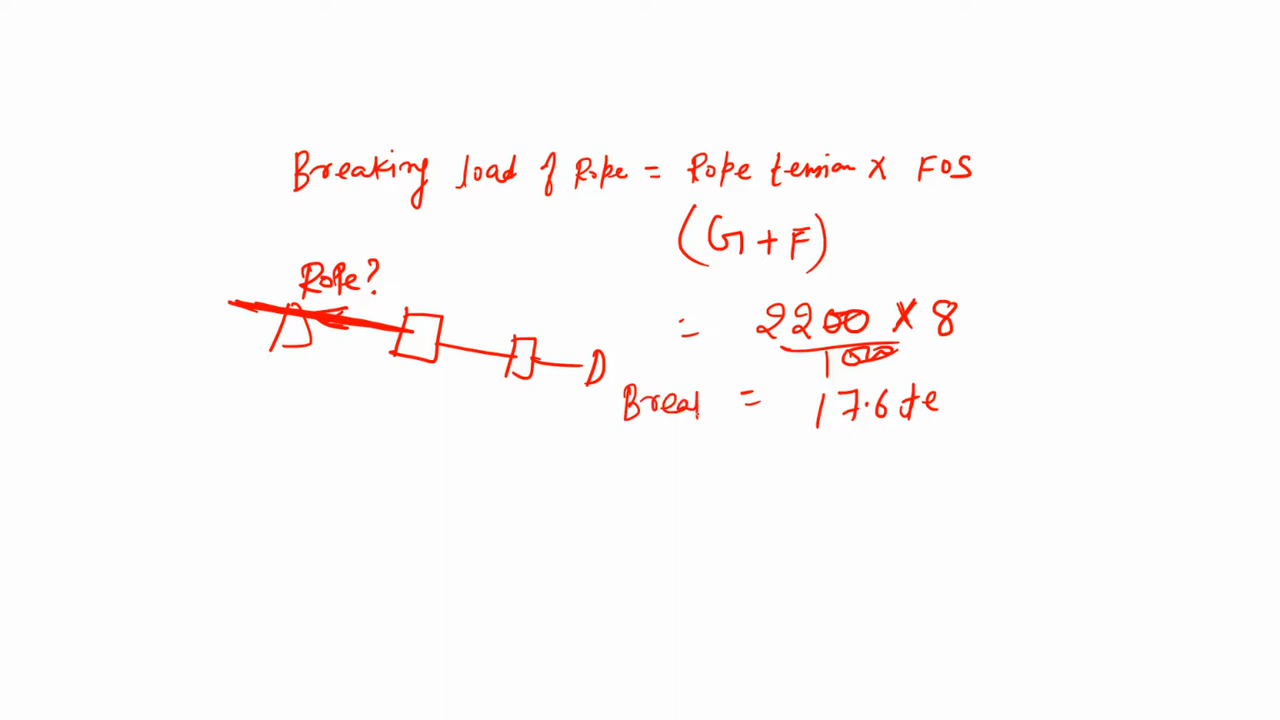 Breaking load of Rope = Rope tension x FOS
(G + F)
Rope?
= 2200 x 8
1000
D
Break = 17.6 te